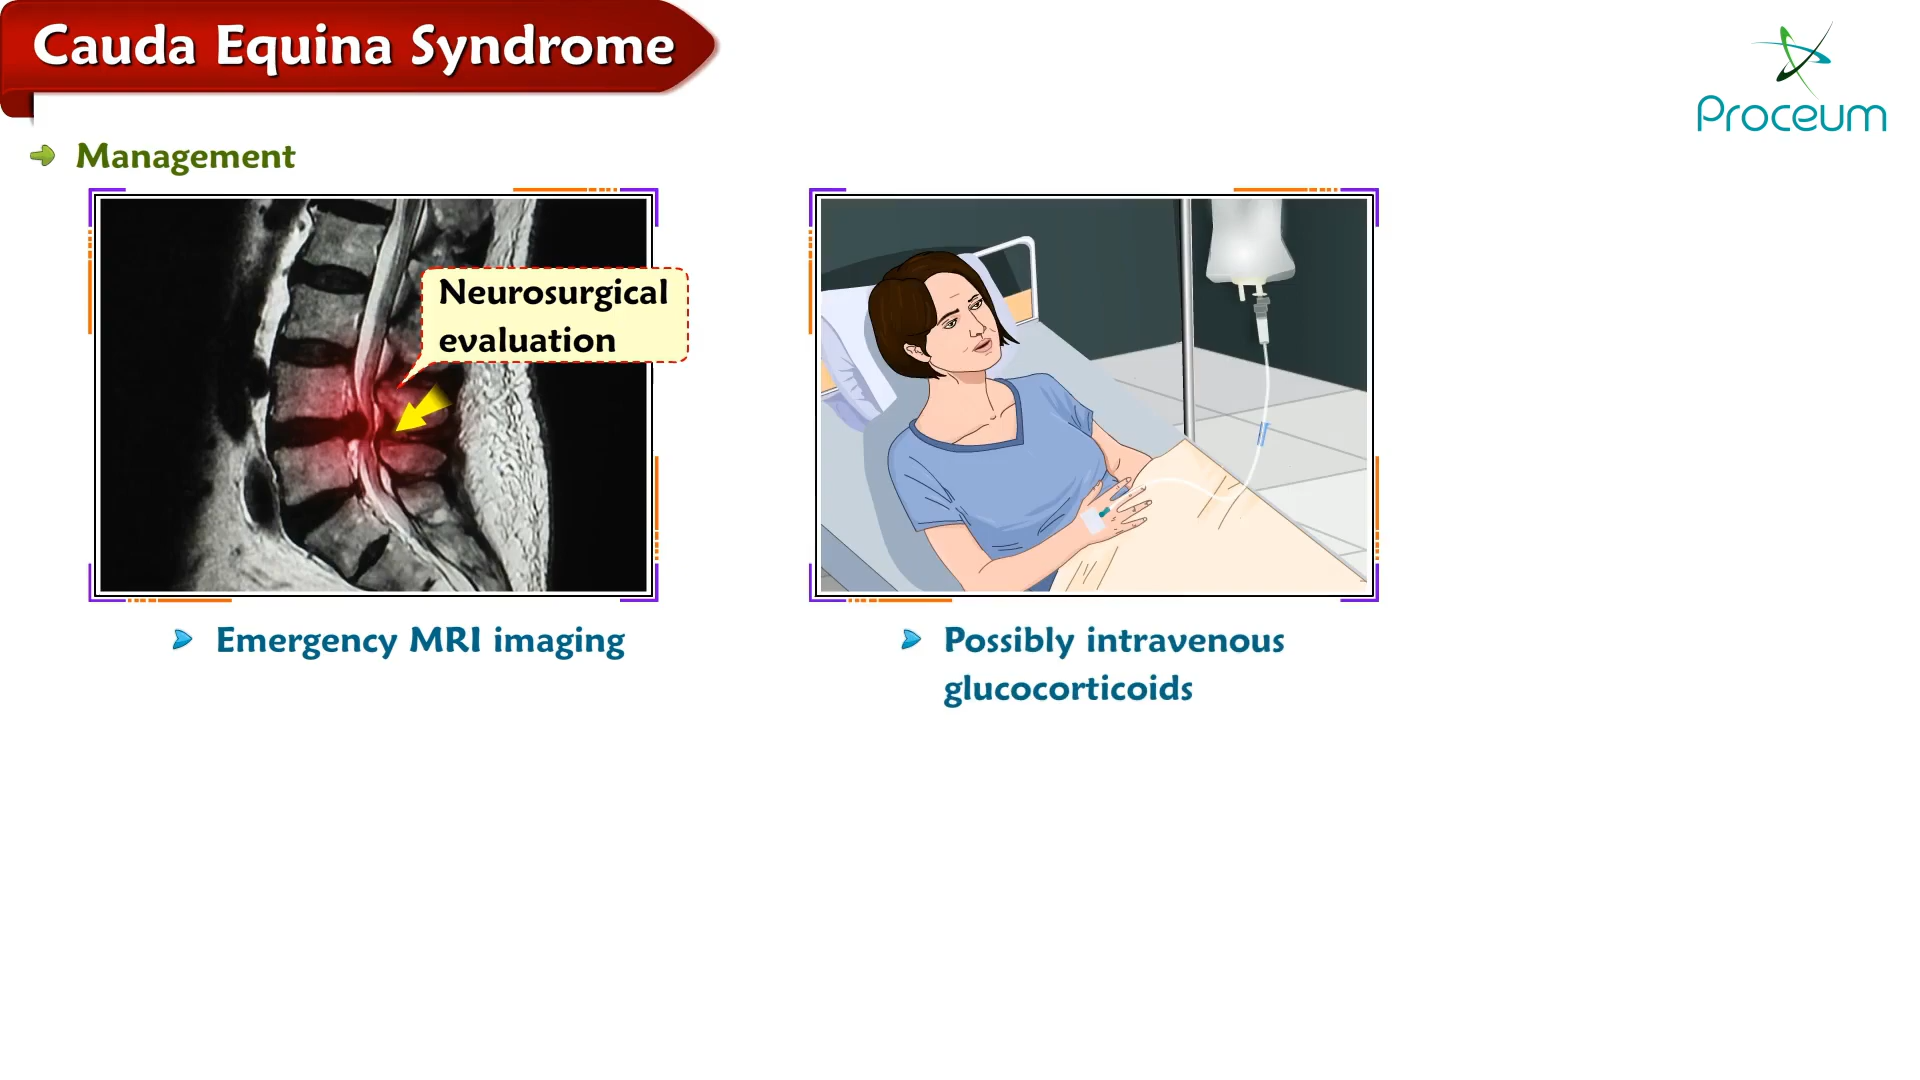 Cauda Equina Syndrome
Proceum
Management
Neurosurgical
evaluation
Emergency MRI imaging
Possibly intravenous
glucocorticoids